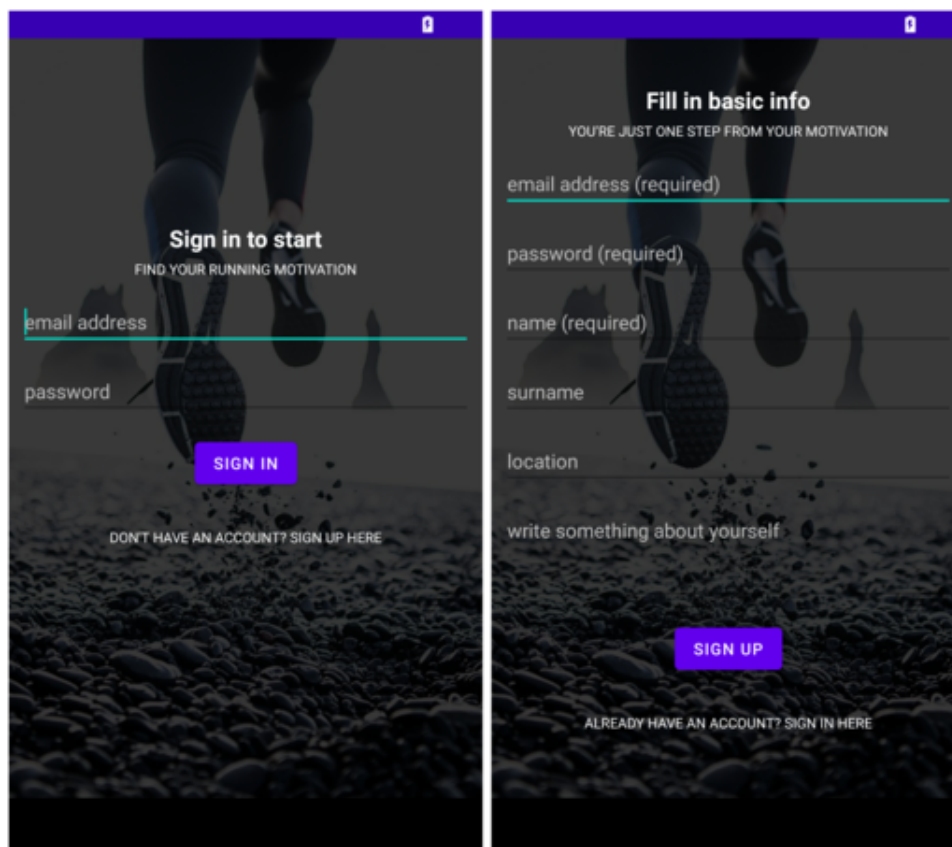 Sign in to start
FIND YOUR RUNNING MOTIVATION
email address
password
SIGN IN
DON'T HAVE AN ACCOUNT? SIGN UP HERE
Fill in basic info
YOU'RE JUST ONE STEP FROM YOUR MOTIVATION
email address (required)
password (required)
name (required)
surname
location
write something about yourself
SIGN UP
ALREADY HAVE AN ACCOUNT? SIGN IN HERE